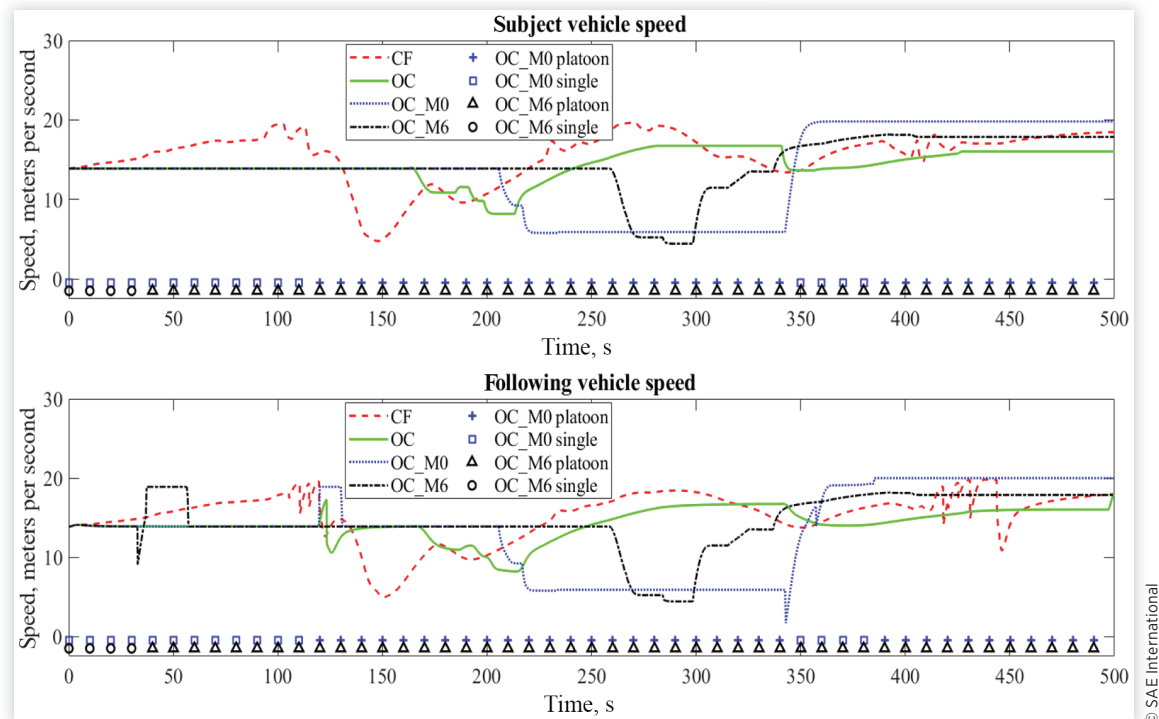 Subject vehicle speed
30
20
10
0
Speed, meters per second
CF
OC
OC_M0
OC_M6
OC_M0 platoon
OC_M0 single
OC_M6 platoon
OC_M6 single
0 50 100 150 200 250 300 350 400 450 500
Time, s
Following vehicle speed
30
20
10
0
Speed, meters per second
CF
OC
OC_M0
OC_M6
OC_M0 platoon
OC_M0 single
OC_M6 platoon
OC_M6 single
0 50 100 150 200 250 300 350 400 450 500
Time, s
© SAE International